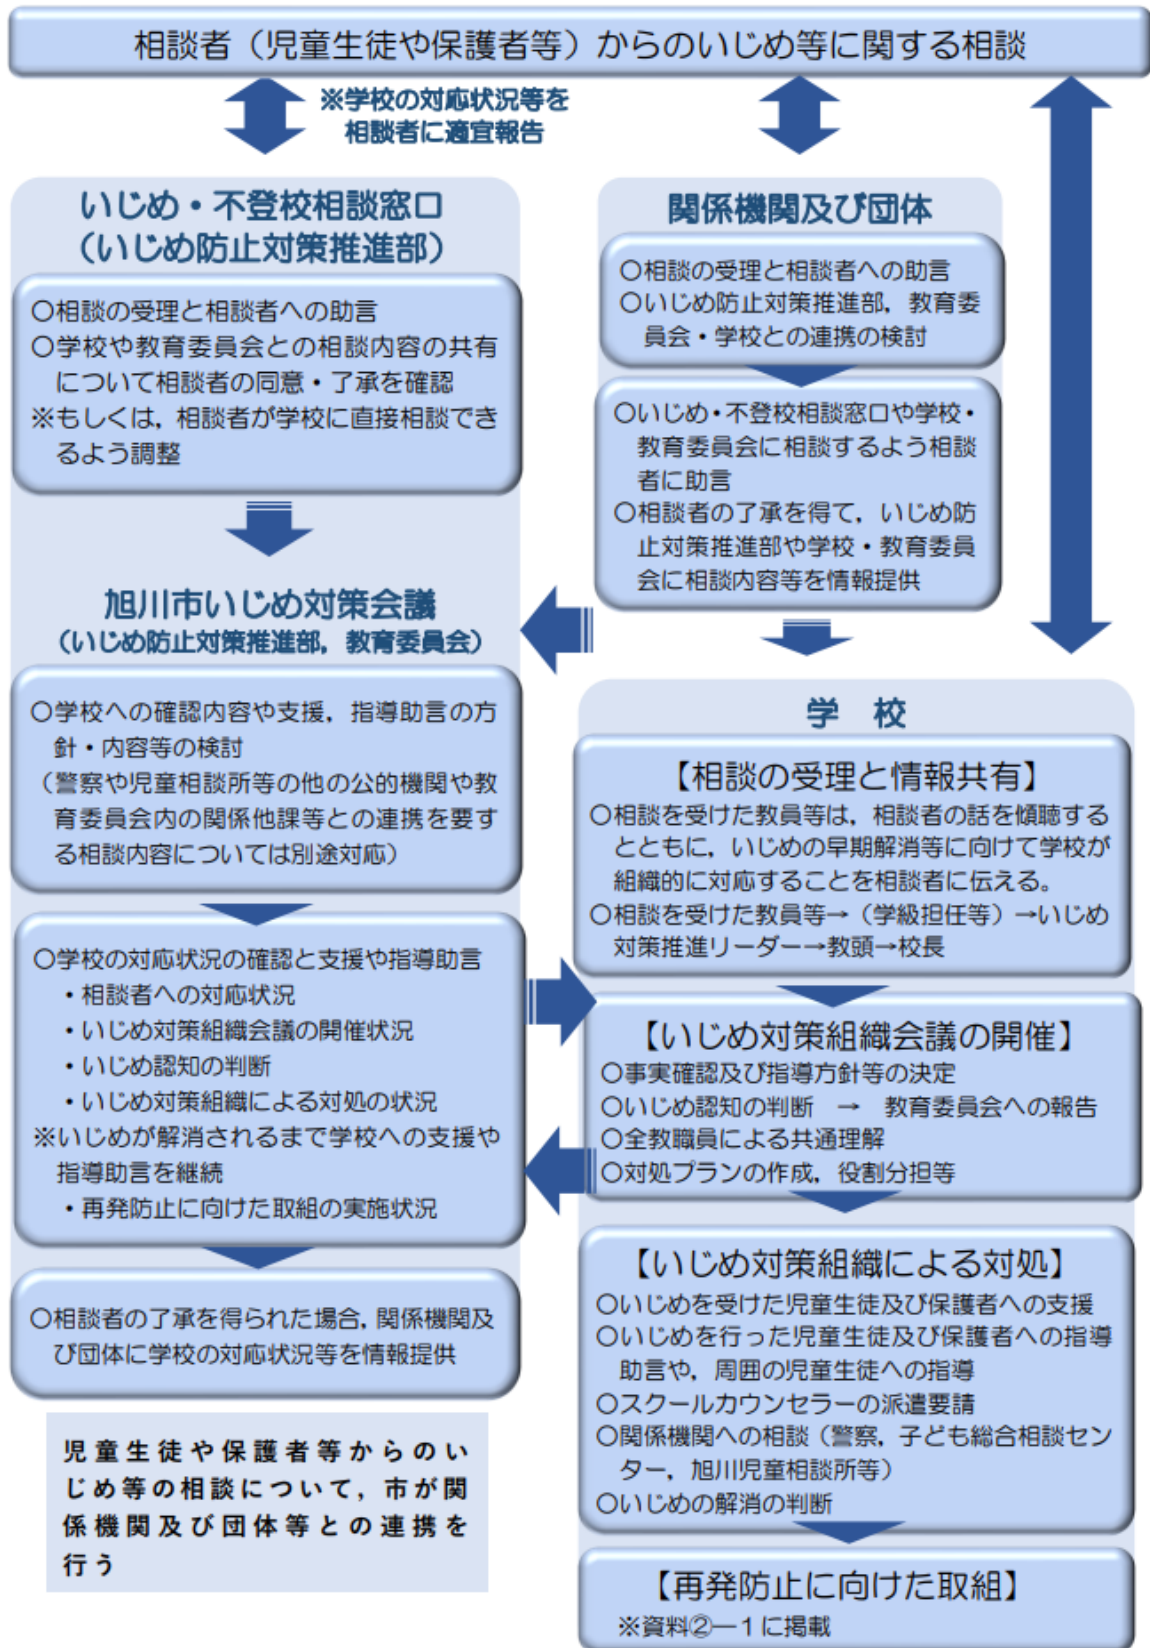 相談者（児童生徒や保護者等）からのいじめ等に関する相談
※学校の対応状況等を
相談者に適宜報告
いじめ・不登校相談窓口
（いじめ防止対策推進部）
〇相談の受理と相談者への助言
〇学校や教育委員会との相談内容の共有
について相談者の同意・了承を確認
※もしくは，相談者が学校に直接相談でき
るよう調整
旭川市いじめ対策会議
（いじめ防止対策推進部，教育委員会）
〇学校への確認内容や支援，指導助言の方
針・内容等の検討
（警察や児童相談所等の他の公的機関や教
育委員会内の関係他課等との連携を要す
る相談内容については別途対応）
〇学校の対応状況の確認と支援や指導助言
・相談者への対応状況
・いじめ対策組織会議の開催状況
・いじめ認知の判断
・いじめ対策組織による対処の状況
※いじめが解消されるまで学校への支援や
指導助言を継続
・再発防止に向けた取組の実施状況
〇相談者の了承を得られた場合，関係機関及
び団体に学校の対応状況等を情報提供
児童生徒や保護者等からのい
じめ等の相談について，市が関
係機関及び団体等との連携を
行う
関係機関及び団体
〇相談の受理と相談者への助言
〇いじめ防止対策推進部，教育委
員会・学校との連携の検討
〇いじめ・不登校相談窓口や学校・
教育委員会に相談するよう相談
者に助言
〇相談者の了承を得て，いじめ防
止対策推進部や学校・教育委員
会に相談内容等を情報提供
学　校
【相談の受理と情報共有】
〇相談を受けた教員等は，相談者の話を傾聴する
とともに，いじめの早期解消等に向けて学校が
組織的に対応することを相談者に伝える。
〇相談を受けた教員等→（学級担任等）→いじめ
対策推進リーダー→教頭→校長
【いじめ対策組織会議の開催】
〇事実確認及び指導方針等の決定
〇いじめ認知の判断　→　教育委員会への報告
〇全教職員による共通理解
〇対処プランの作成，役割分担等
【いじめ対策組織による対処】
〇いじめを受けた児童生徒及び保護者への支援
〇いじめを行った児童生徒及び保護者への指導
助言や，周囲の児童生徒への指導
〇スクールカウンセラーの派遣要請
〇関係機関への相談（警察，子ども総合相談セン
ター，旭川児童相談所等）
〇いじめの解消の判断
【再発防止に向けた取組】
※資料②―１に掲載